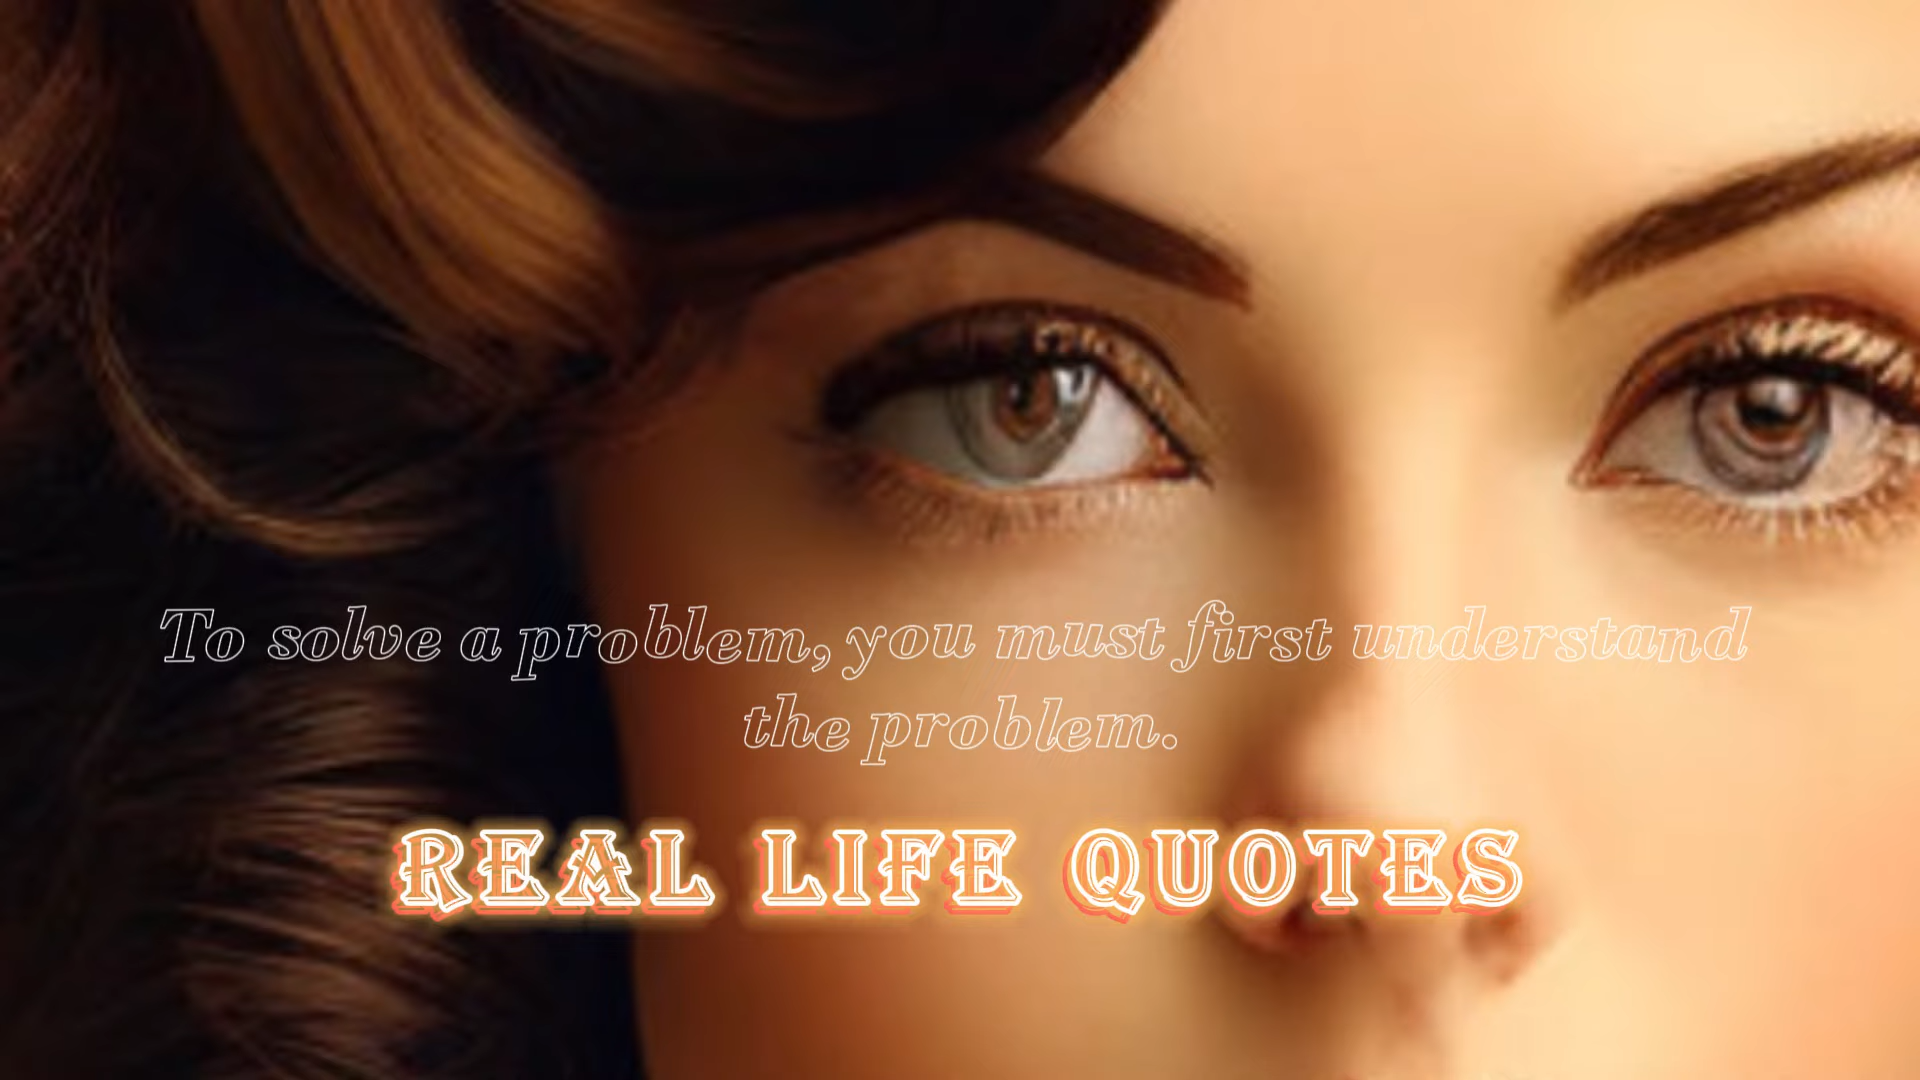 To solve a problem, you must first understand
the problem.
REAL LIFE QUOTES